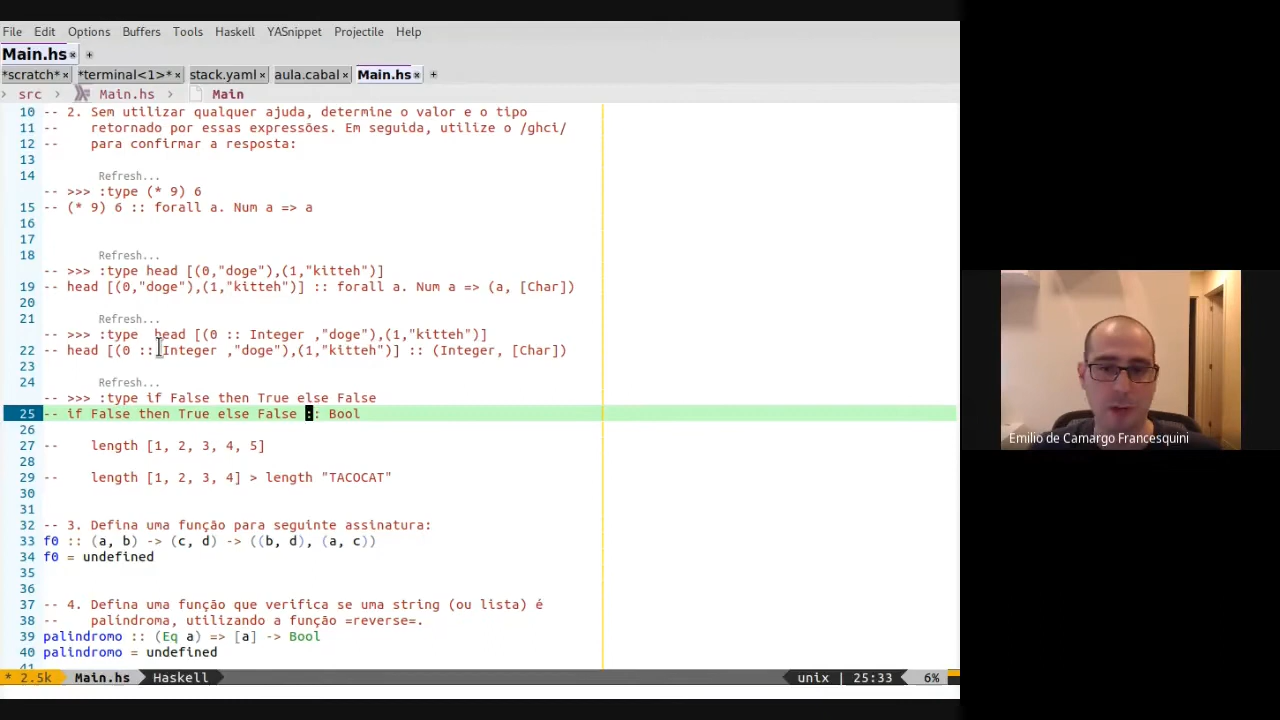 File Edit Options Buffers Tools Haskell YASnippet Projectile Help
Main.hs × +
*scratch* × *terminal<1>* × stack.yaml × aula.cabal × Main.hs × +
> src > Main.hs > Main
10 -- 2. Sem utilizar qualquer ajuda, determine o valor e o tipo
11 -- retornado por essas expressões. Em seguida, utilize o /ghci/
12 -- para confirmar a resposta:
13
14 Refresh...
-- >>> :type (* 9) 6
15 -- (* 9) 6 :: forall a. Num a => a
16
17
18 Refresh...
-- >>> :type head [(0,"doge"),(1,"kitteh")]
19 -- head [(0,"doge"),(1,"kitteh")] :: forall a. Num a => (a, [Char])
20
21 Refresh...
-- >>> :type  head [(0 :: Integer ,"doge"),(1,"kitteh")]
22 -- head [(0 :: Integer ,"doge"),(1,"kitteh")] :: (Integer, [Char])
23
24 Refresh...
-- >>> :type if False then True else False
25 -- if False then True else False :: Bool
26
27 -- length [1, 2, 3, 4, 5]
28
29 -- length [1, 2, 3, 4] > length "TACOCAT"
30
31
32 -- 3. Defina uma função para seguinte assinatura:
33 f0 :: (a, b) -> (c, d) -> ((b, d), (a, c))
34 f0 = undefined
35
36
37 -- 4. Defina uma função que verifica se uma string (ou lista) é
38 -- palíndroma, utilizando a função =reverse=.
39 palindromo :: (Eq a) => [a] -> Bool
40 palindromo = undefined
41
* 2.5k Main.hs Haskell unix | 25:33 6%
Emilio de Camargo Francesquini